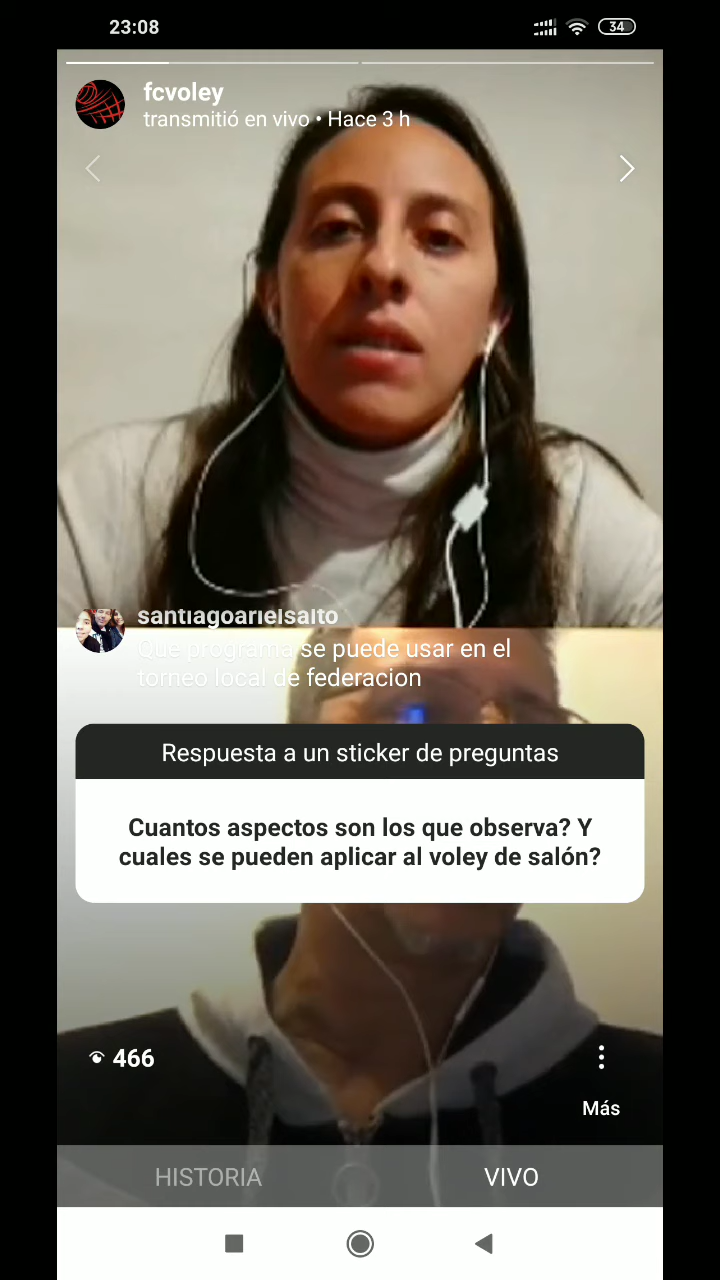 23:08
34
fcvoley
transmitió en vivo • Hace 3 h
santiagoarielsalto
Que programa se puede usar en el
torneo local de federacion
Respuesta a un sticker de preguntas
Cuantos aspectos son los que observa? Y
cuales se pueden aplicar al voley de salón?
466
Más
HISTORIA
VIVO